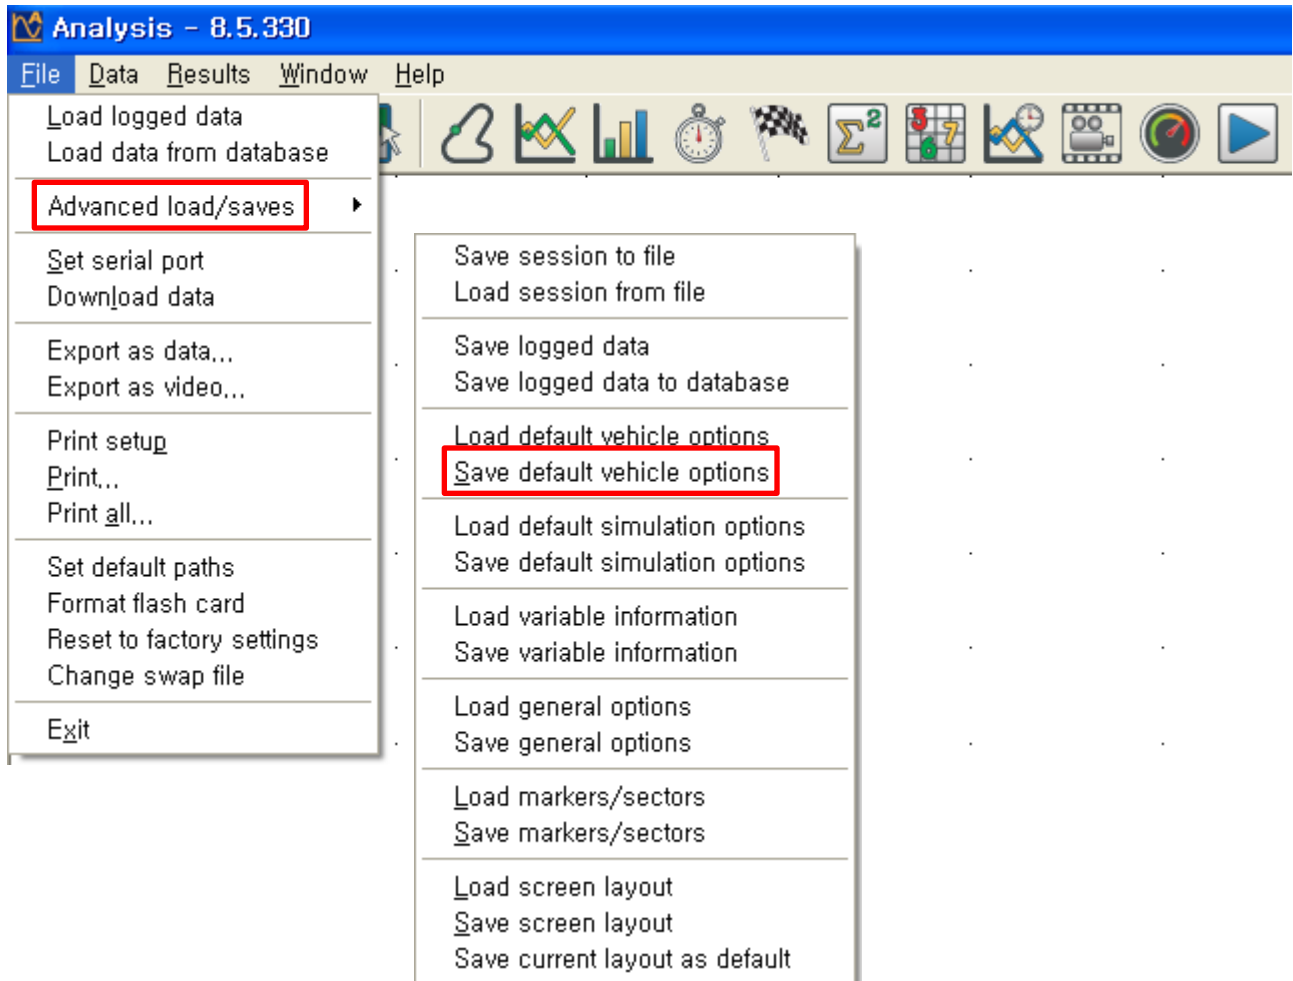 Analysis - 8.5.330
File Data Results Window Help
Load logged data
Load data from database
Advanced load/saves
Set serial port
Download data
Export as data...
Export as video...
Print setup
Print...
Print all...
Set default paths
Format flash card
Reset to factory settings
Change swap file
Exit
Σ2
3
7
6
Save session to file
Load session from file
Save logged data
Save logged data to database
Load default vehicle options
Save default vehicle options
Load default simulation options
Save default simulation options
Load variable information
Save variable information
Load general options
Save general options
Load markers/sectors
Save markers/sectors
Load screen layout
Save screen layout
Save current layout as default